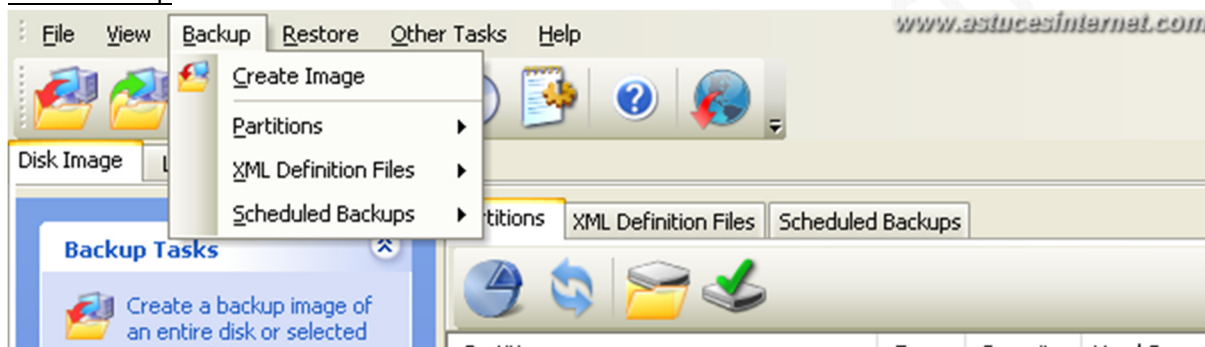 File View Backup Restore Other Tasks Help
www.astucesinternet.com
Create Image
Partitions
XML Definition Files
Scheduled Backups
Disk Image
XML Definition Files Scheduled Backups
Backup Tasks
Create a backup image of
an entire disk or selected